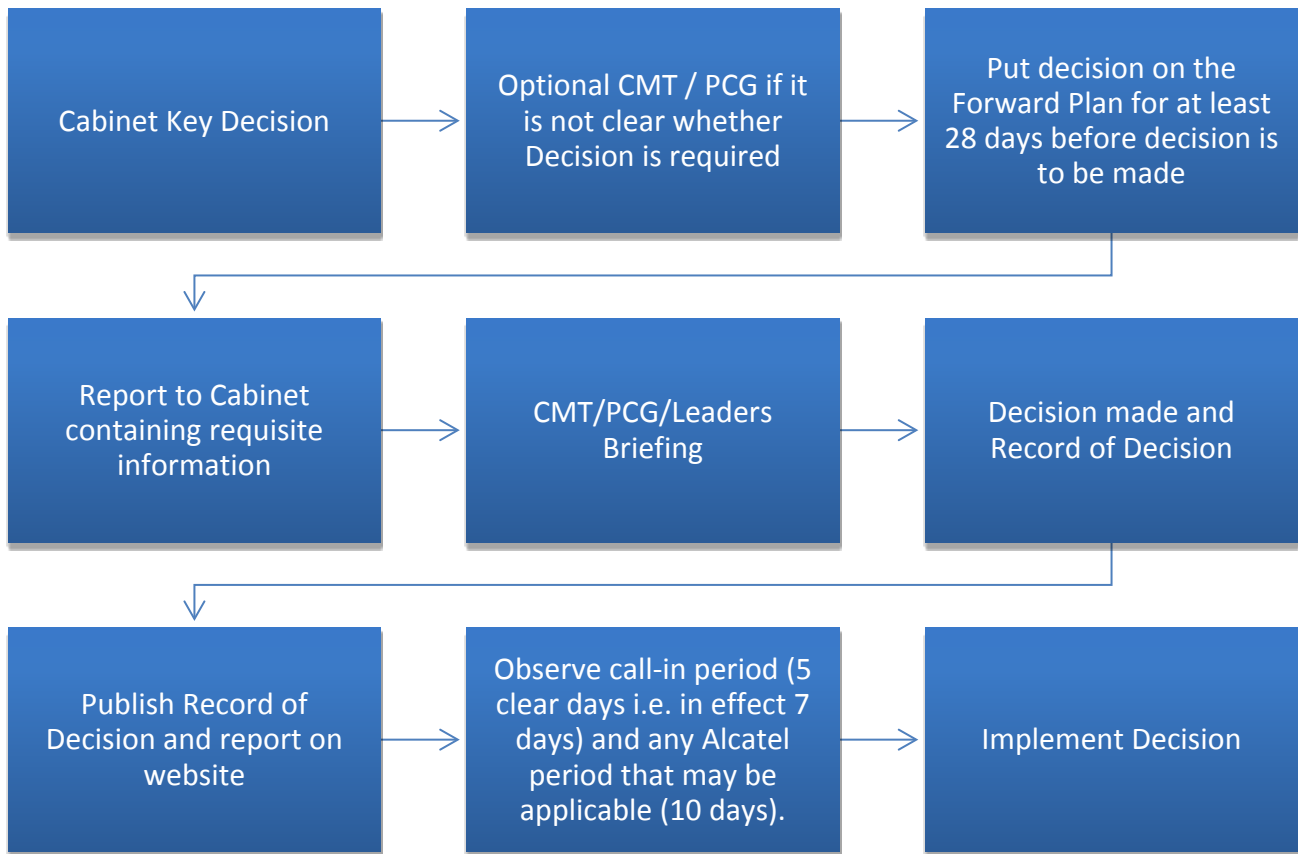 Cabinet Key Decision
Optional CMT / PCG if it
is not clear whether
Decision is required
Put decision on the
Forward Plan for at least
28 days before decision is
to be made
Report to Cabinet
containing requisite
information
CMT/PCG/Leaders
Briefing
Decision made and
Record of Decision
Publish Record of
Decision and report on
website
Observe call-in period (5
clear days i.e. in effect 7
days) and any Alcatel
period that may be
applicable (10 days).
Implement Decision